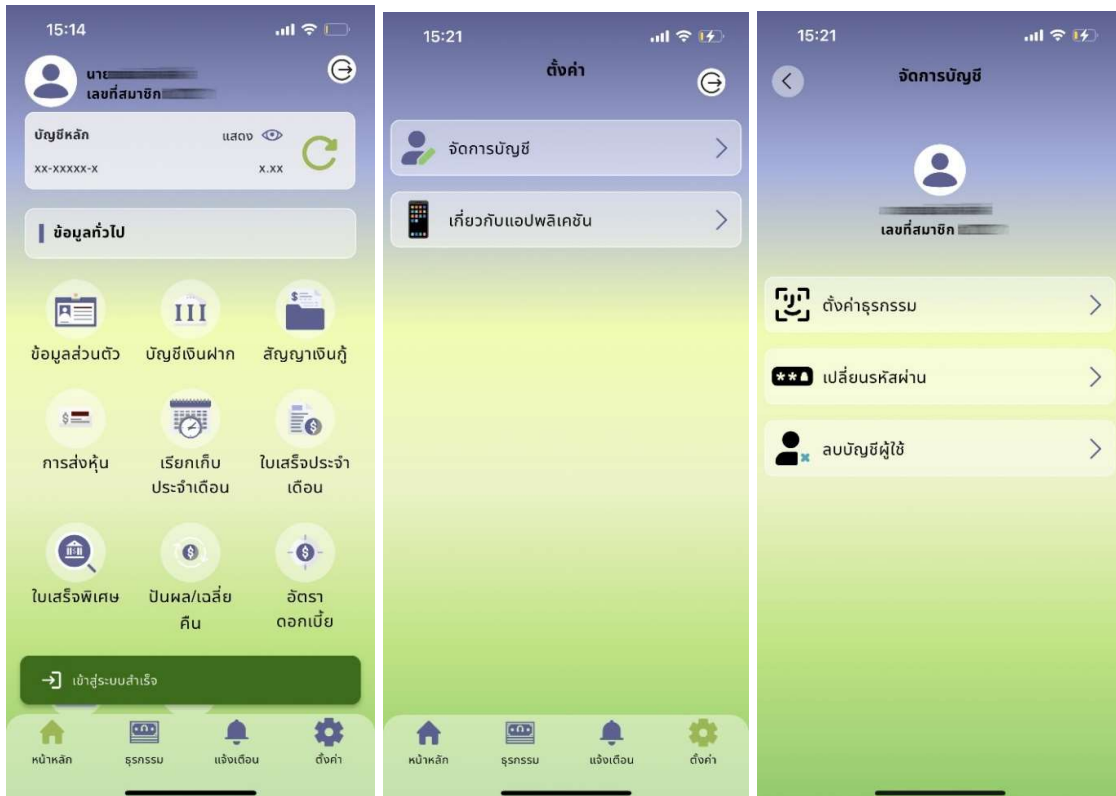 15:14
นาย
เลขที่สมาชิก
บัญชีหลัก แสดง
xx-xxxxx-x x.xx
ข้อมูลทั่วไป
ข้อมูลส่วนตัว บัญชีเงินฝาก สัญญาเงินกู้
การส่งหุ้น เรียกเก็บ ใบเสร็จประจำ
ประจำเดือน เดือน
ใบเสร็จพิเศษ ปันผล/เฉลี่ย อัตรา
คืน ดอกเบี้ย
เข้าสู่ระบบสำเร็จ
หน้าหลัก ธุรกรรม แจ้งเตือน ตั้งค่า
15:21
ตั้งค่า
จัดการบัญชี
เกี่ยวกับแอปพลิเคชัน
หน้าหลัก ธุรกรรม แจ้งเตือน ตั้งค่า
15:21
จัดการบัญชี
เลขที่สมาชิก
ตั้งค่าธุรกรรม
เปลี่ยนรหัสผ่าน
ลบบัญชีผู้ใช้